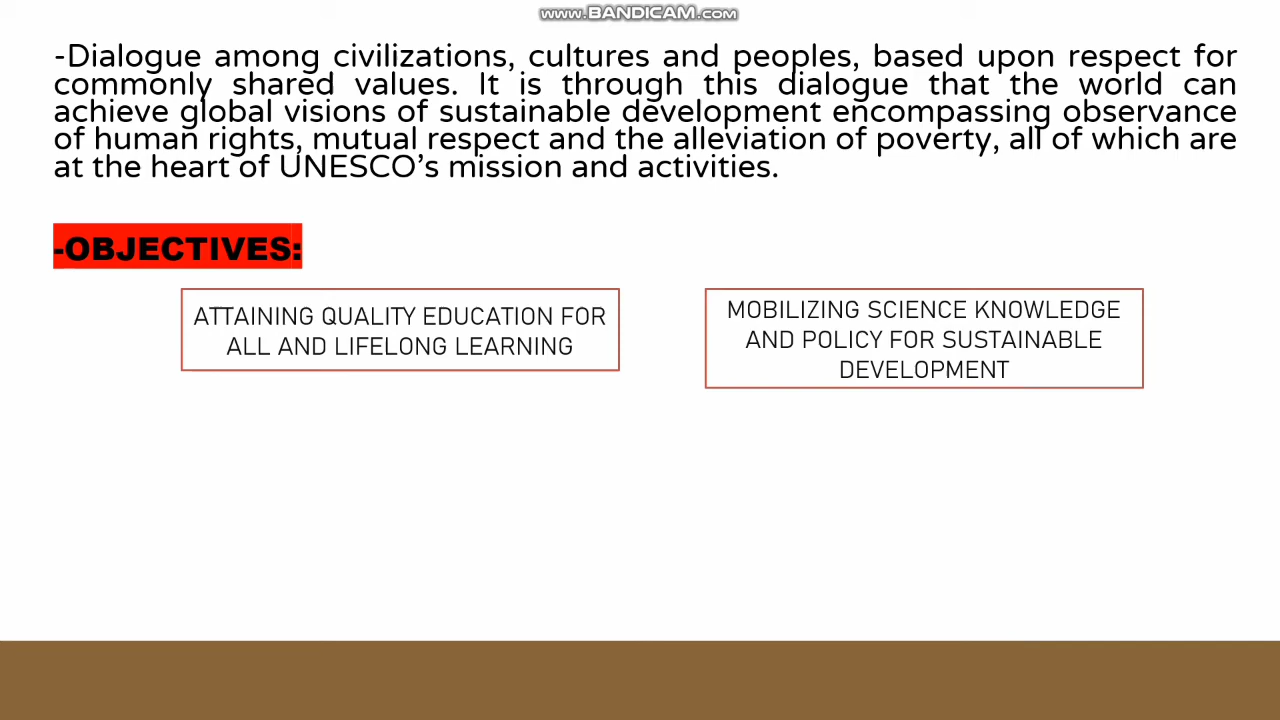 www.BANDICAM.com
-Dialogue among civilizations, cultures and peoples, based upon respect for
commonly shared values. It is through this dialogue that the world can
achieve global visions of sustainable development encompassing observance
of human rights, mutual respect and the alleviation of poverty, all of which are
at the heart of UNESCO’s mission and activities.
-OBJECTIVES:
ATTAINING QUALITY EDUCATION FOR
ALL AND LIFELONG LEARNING
MOBILIZING SCIENCE KNOWLEDGE
AND POLICY FOR SUSTAINABLE
DEVELOPMENT